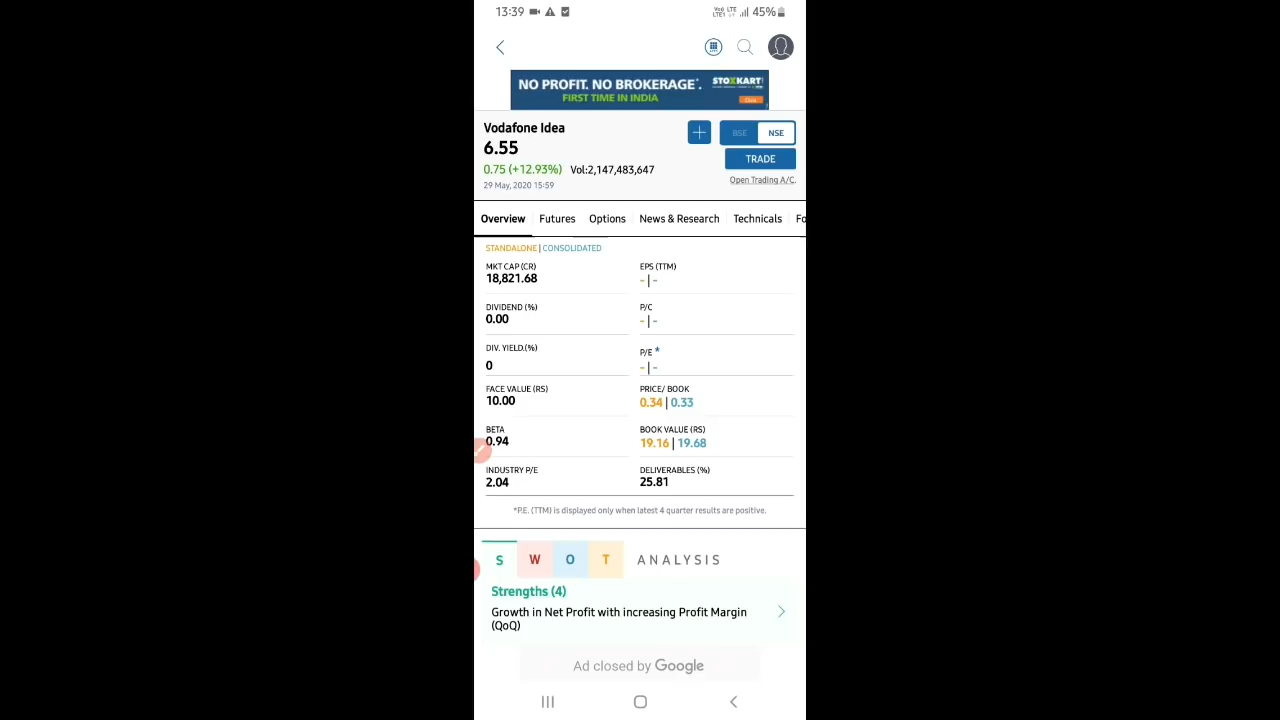 13:39
LTE
45%
NO PROFIT. NO BROKERAGE*.
STOXKART
FIRST TIME IN INDIA
Vodafone Idea
6.55
BSE
NSE
TRADE
0.75 (+12.93%) Vol:2,147,483,647
29 May, 2020 15:59
Open Trading A/C.
Overview Futures Options News & Research Technicals Fo
STANDALONE | CONSOLIDATED
MKT CAP (CR)
18,821.68
EPS (TTM)
- | -
DIVIDEND (%)
0.00
P/C
- | -
DIV. YIELD.(%)
0
P/E *
- | -
FACE VALUE (RS)
10.00
PRICE/ BOOK
0.34 | 0.33
BETA
0.94
BOOK VALUE (RS)
19.16 | 19.68
INDUSTRY P/E
2.04
DELIVERABLES (%)
25.81
*P.E. (TTM) is displayed only when latest 4 quarter results are positive.
S W O T ANALYSIS
Strengths (4)
Growth in Net Profit with increasing Profit Margin
(QoQ)
Ad closed by Google